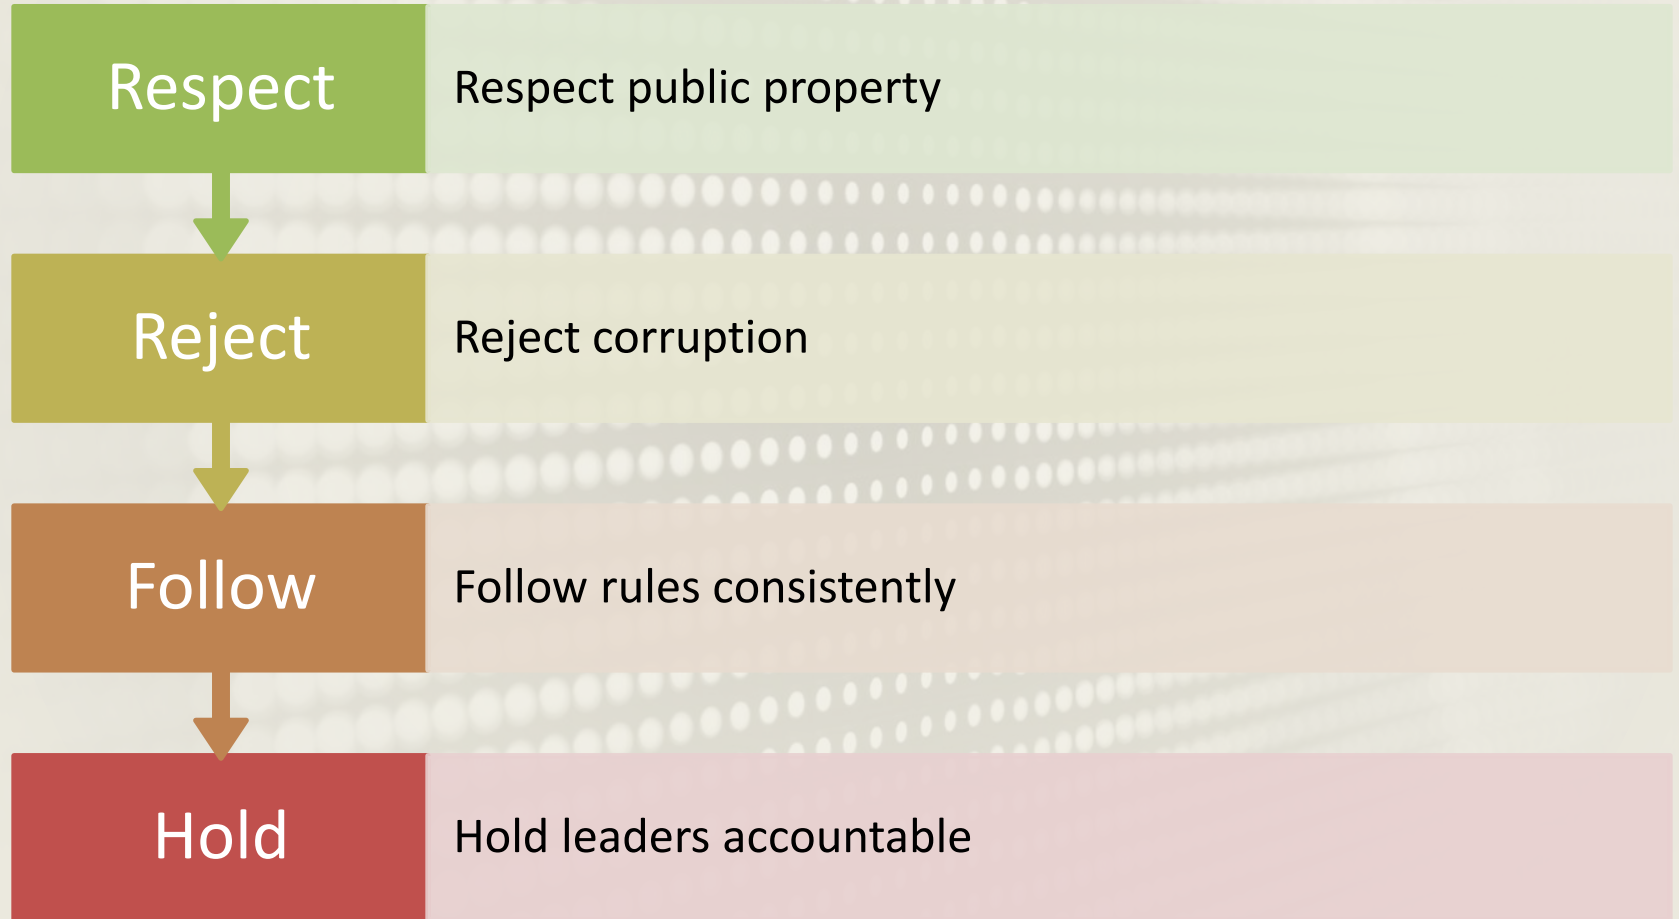 Respect
Respect public property
Reject
Reject corruption
Follow
Follow rules consistently
Hold
Hold leaders accountable